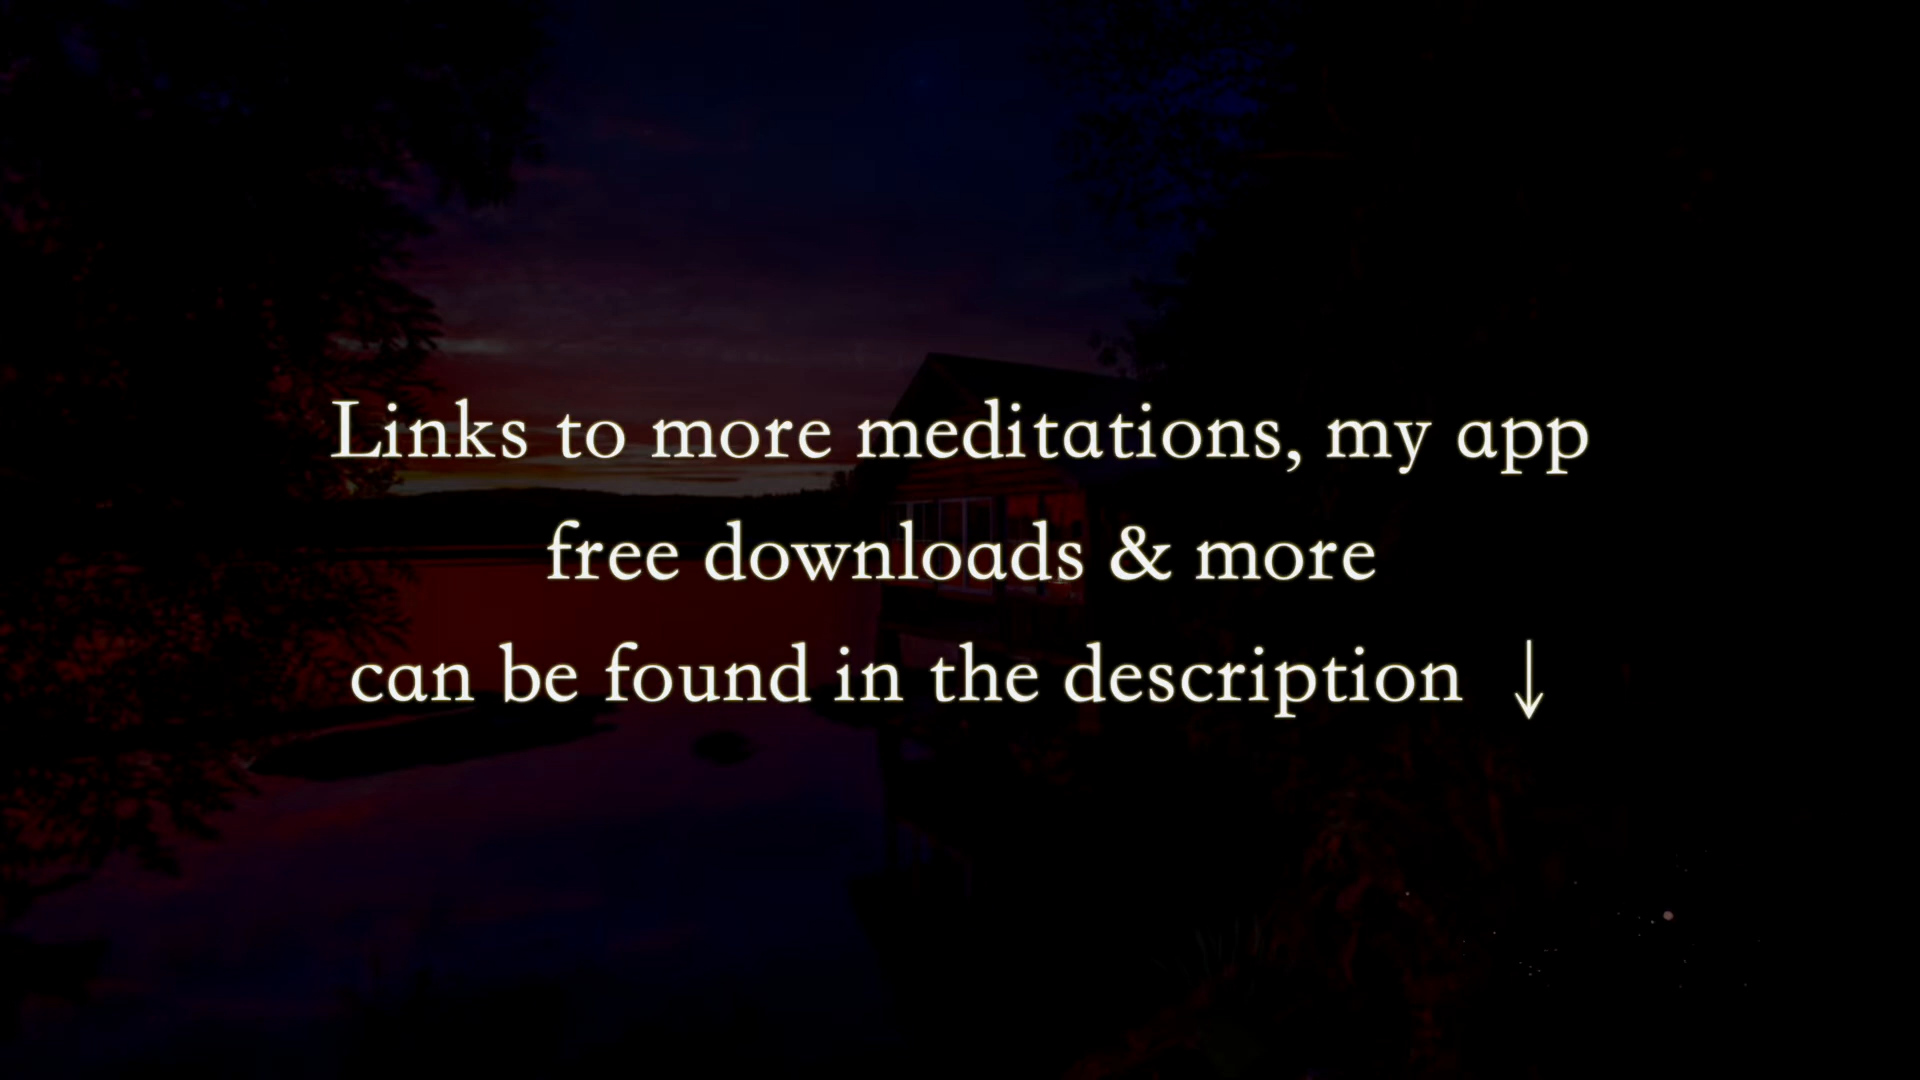 Links to more meditations, my app
free downloads & more
can be found in the description ↓